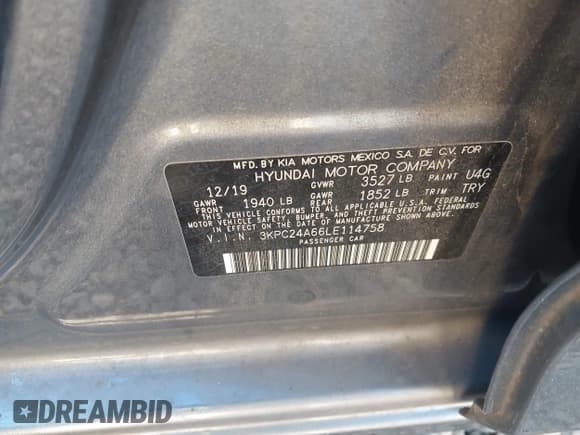 MFD. BY KIA MOTORS MEXICO S.A. DE C.V. FOR
HYUNDAI MOTOR COMPANY
12/19 GVWR 3527 LB PAINT U4G
GAWR FRONT 1940 LB GAWR REAR 1852 LB TRIM TRY
THIS VEHICLE CONFORMS TO ALL APPLICABLE U.S. FEDERAL
MOTOR VEHICLE SAFETY, BUMPER, AND THEFT PREVENTION STANDARDS
IN EFFECT ON THE DATE OF MANUFACTURE SHOWN ABOVE.
V.I.N. 3KPC24A66LE114758
PASSENGER CAR
DREAMBID